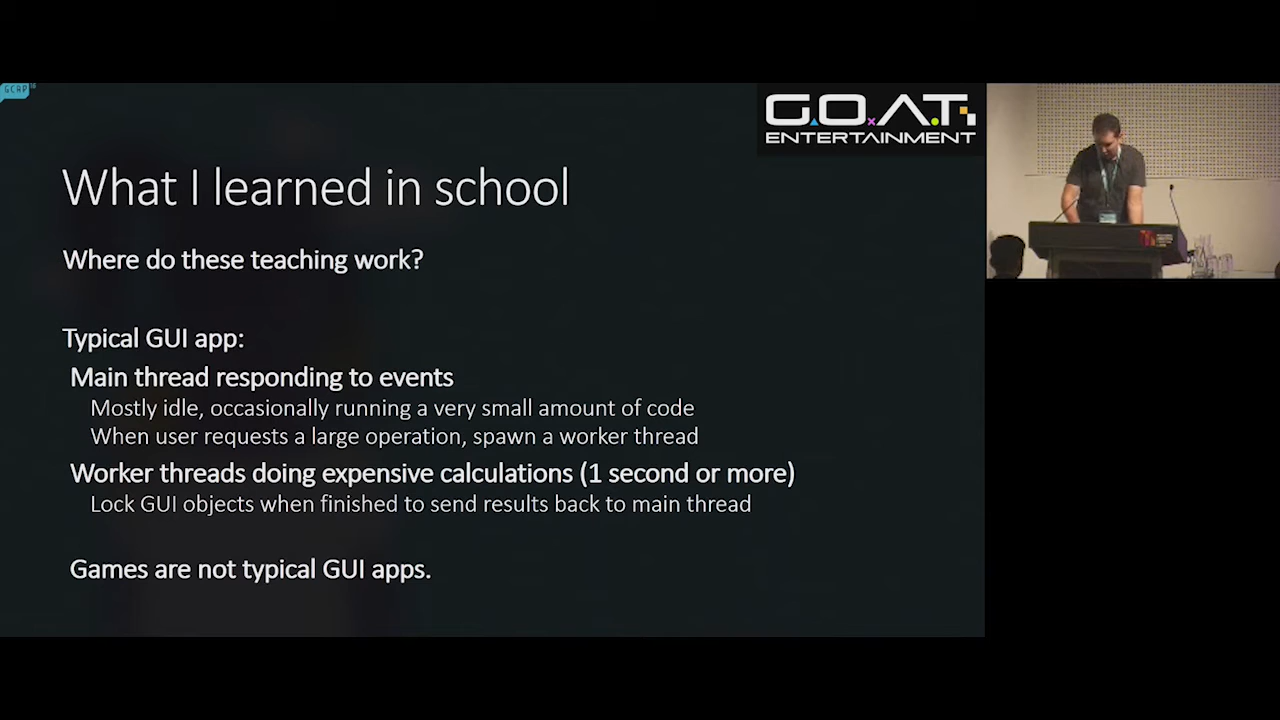 GCAP
G.O.A.T.
ENTERTAINMENT
What I learned in school
Where do these teaching work?
Typical GUI app:
Main thread responding to events
Mostly idle, occasionally running a very small amount of code
When user requests a large operation, spawn a worker thread
Worker threads doing expensive calculations (1 second or more)
Lock GUI objects when finished to send results back to main thread
Games are not typical GUI apps.